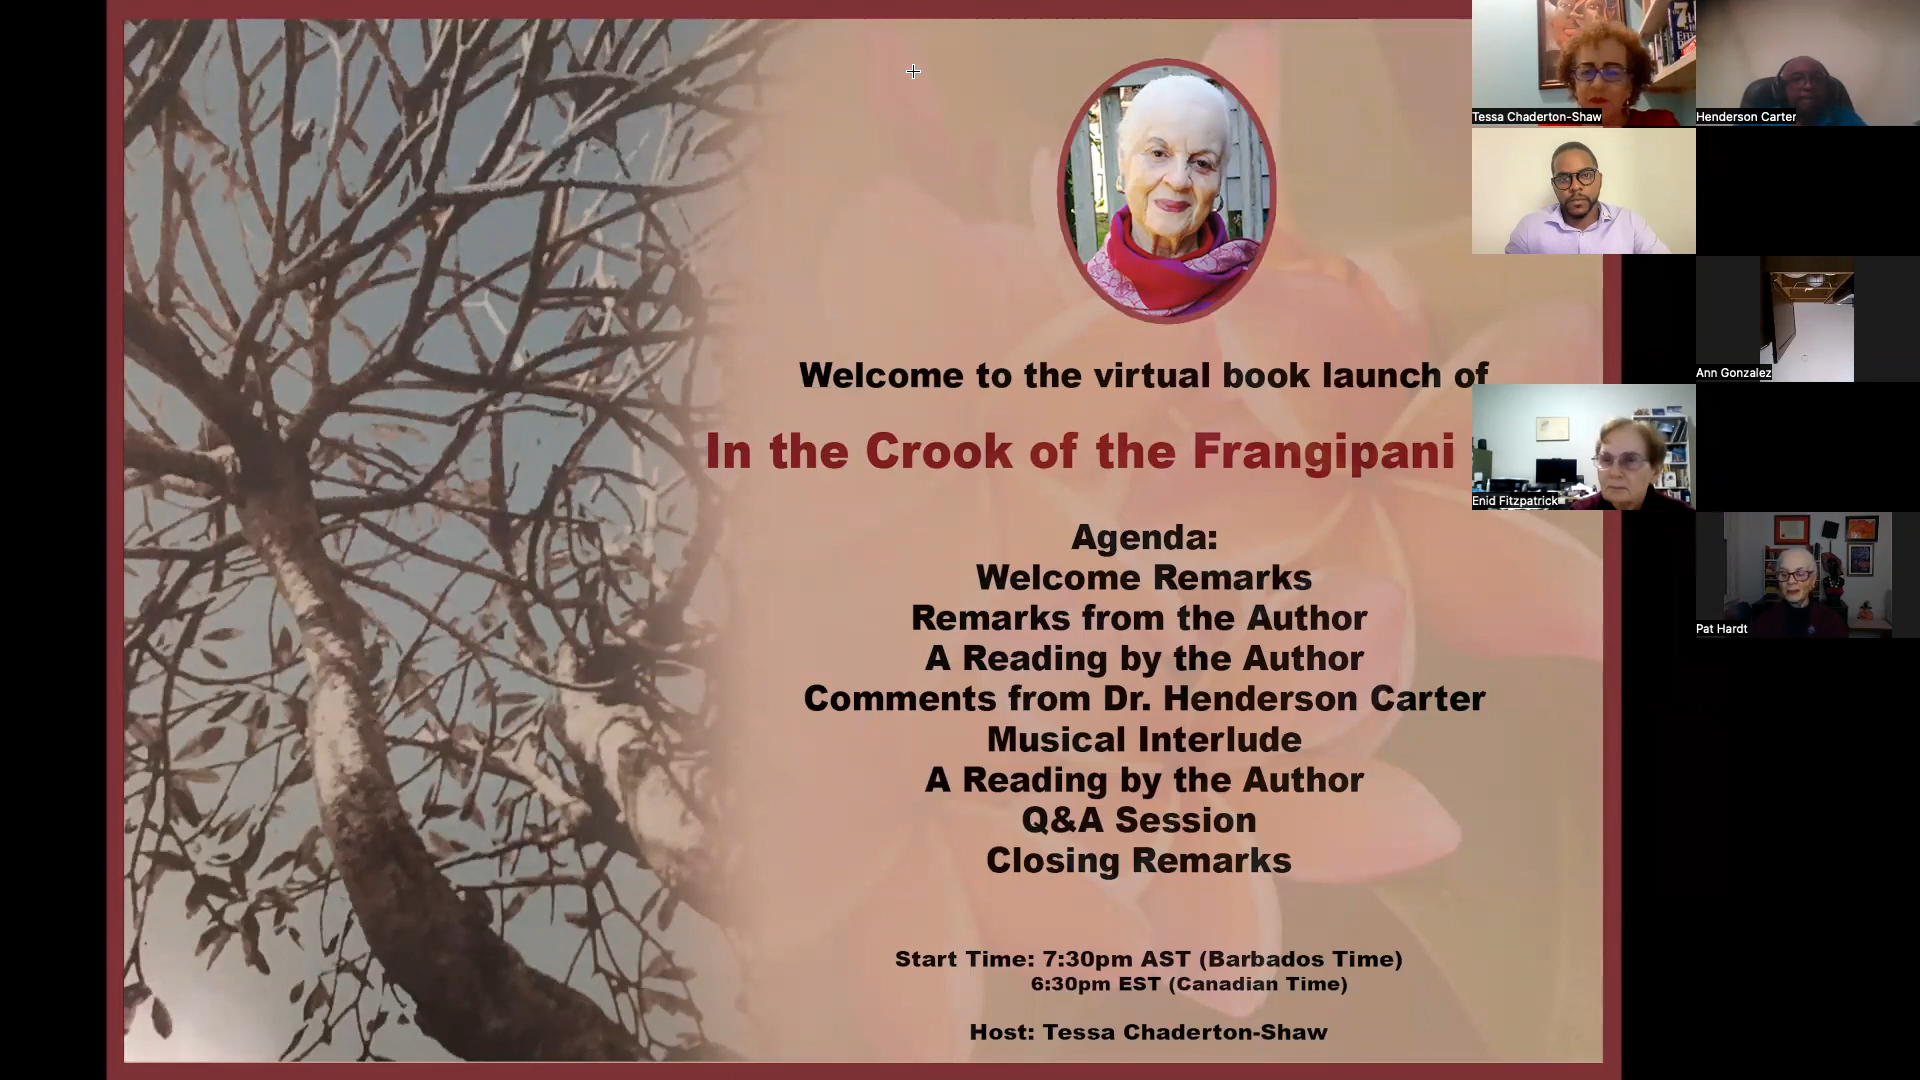 Welcome to the virtual book launch of
In the Crook of the Frangipani
Agenda:
Welcome Remarks
Remarks from the Author
A Reading by the Author
Comments from Dr. Henderson Carter
Musical Interlude
A Reading by the Author
Q&A Session
Closing Remarks
Start Time: 7:30pm AST (Barbados Time)
6:30pm EST (Canadian Time)
Host: Tessa Chaderton-Shaw
Tessa Chaderton-Shaw
Henderson Carter
Ann Gonzalez
Enid Fitzpatrick
Pat Hardt